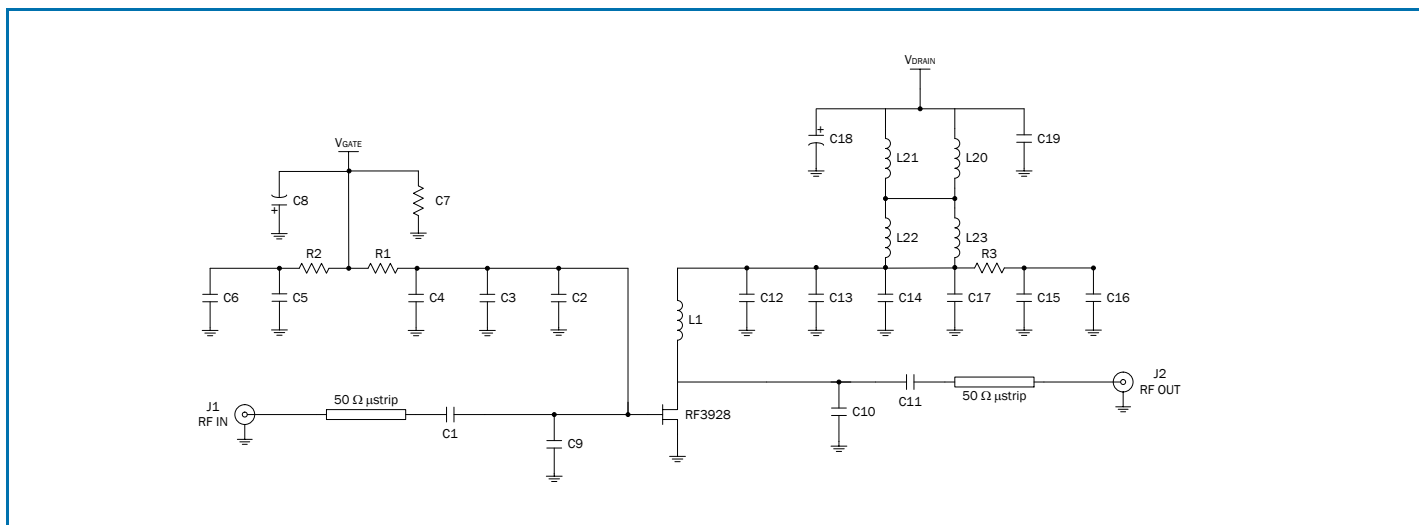 VDRAIN
C18
L21
L20
C19
VGATE
C8
C7
L22
L23
R2
R1
R3
C6
C5
C4
C3
C2
L1
C12
C13
C14
C17
C15
C16
J1
RF IN
50 Ω μstrip
C1
C9
RF3928
C10
C11
50 Ω μstrip
J2
RF OUT
+
+